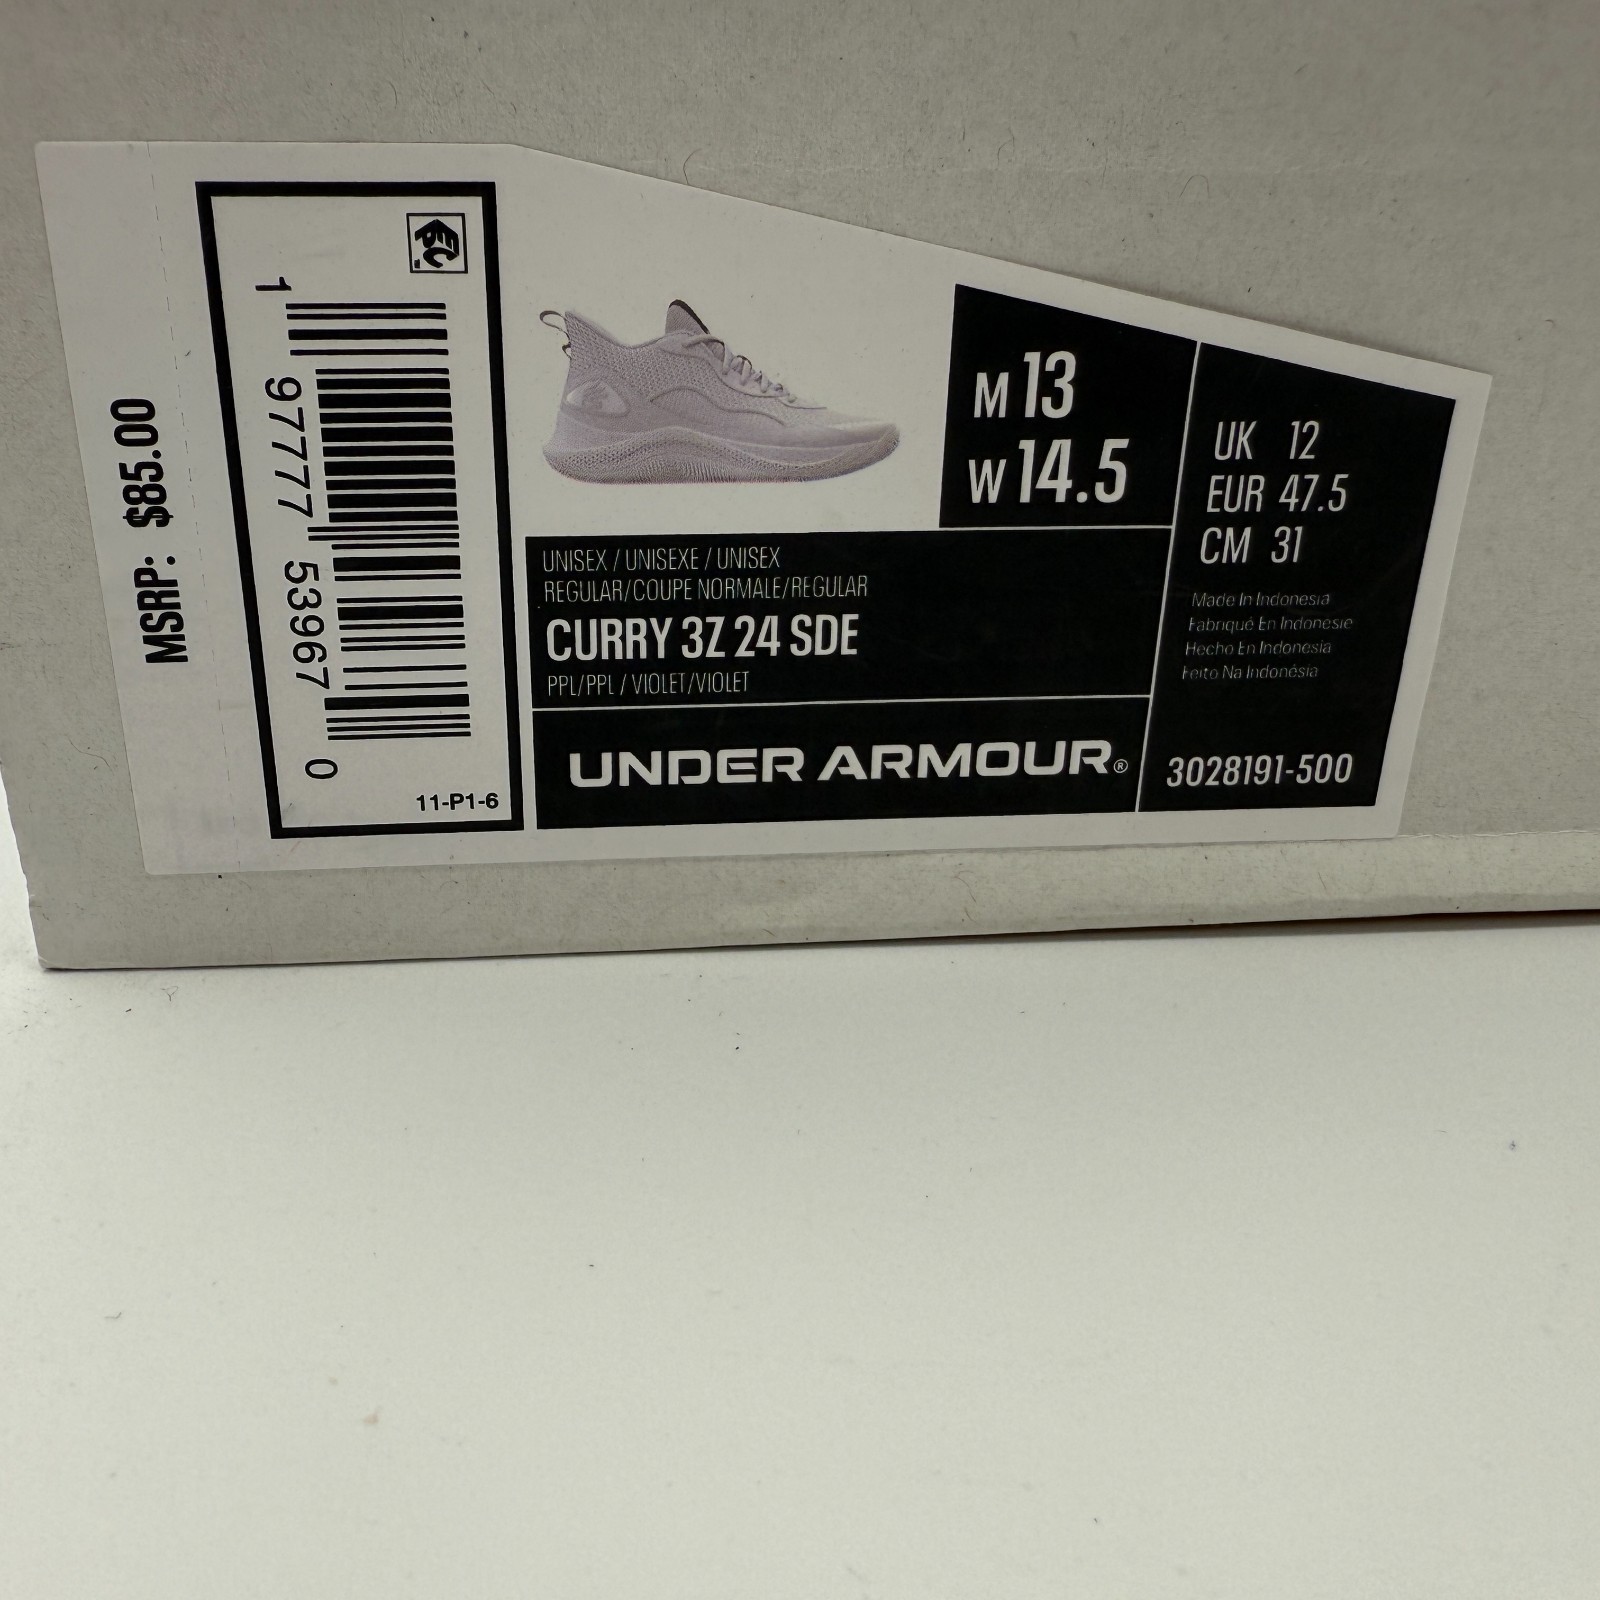 MSRP: $85.00
EPC
1 97777 53967 0
11-P1-6
M 13
W 14.5
UK 12
EUR 47.5
CM 31
Made In Indonesia
Fabriqué En Indonesie
Hecho En Indonesia
Feito Na Indonésia
3028191-500
UNISEX / UNISEXE / UNISEX
REGULAR/COUPE NORMALE/REGULAR
CURRY 3Z 24 SDE
PPL/PPL / VIOLET/VIOLET
UNDER ARMOUR®